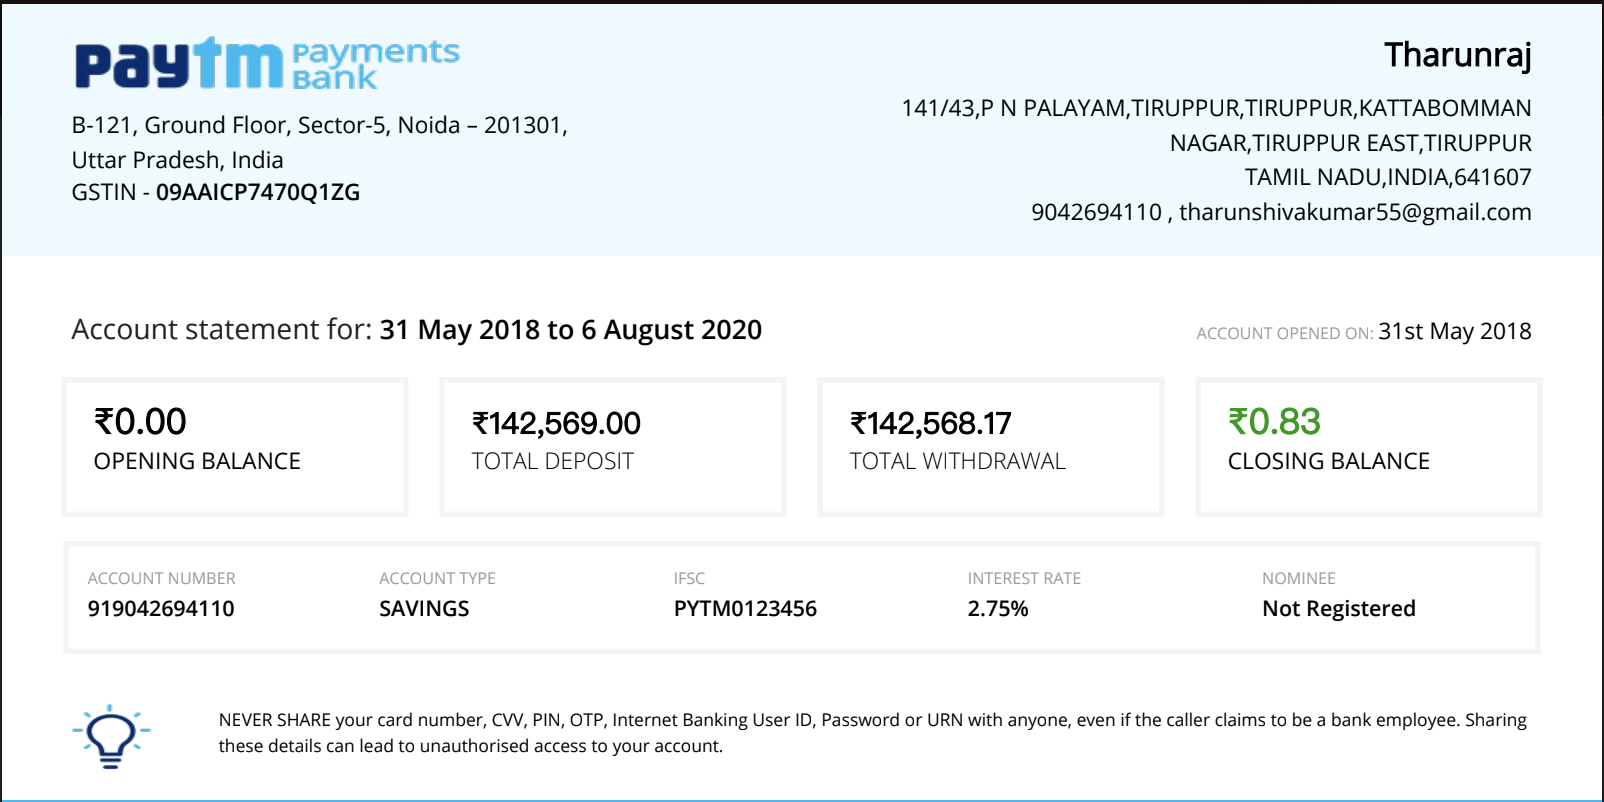 paytm Payments Bank
B-121, Ground Floor, Sector-5, Noida – 201301,
Uttar Pradesh, India
GSTIN - 09AAICP7470Q1ZG
Tharunraj
141/43,P N PALAYAM,TIRUPPUR,TIRUPPUR,KATTABOMMAN
NAGAR,TIRUPPUR EAST,TIRUPPUR
TAMIL NADU,INDIA,641607
9042694110 , tharunshivakumar55@gmail.com
Account statement for: 31 May 2018 to 6 August 2020
ACCOUNT OPENED ON: 31st May 2018
₹0.00
OPENING BALANCE
₹142,569.00
TOTAL DEPOSIT
₹142,568.17
TOTAL WITHDRAWAL
₹0.83
CLOSING BALANCE
ACCOUNT NUMBER
919042694110
ACCOUNT TYPE
SAVINGS
IFSC
PYTM0123456
INTEREST RATE
2.75%
NOMINEE
Not Registered
NEVER SHARE your card number, CVV, PIN, OTP, Internet Banking User ID, Password or URN with anyone, even if the caller claims to be a bank employee. Sharing
these details can lead to unauthorised access to your account.